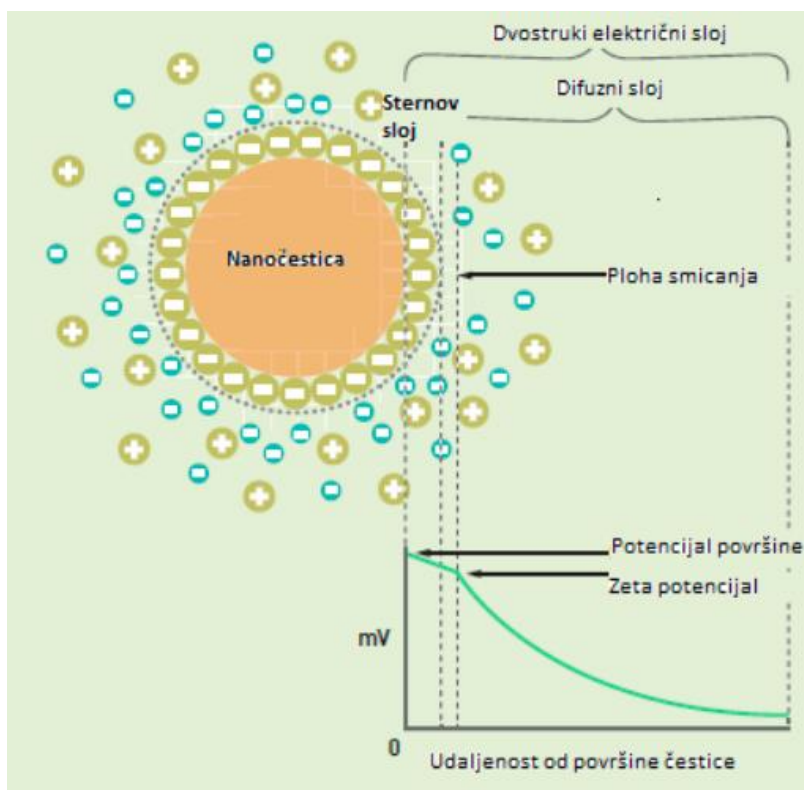 Dvostruki električni sloj
Difuzni sloj
Sternov
sloj
Nanočestica
Ploha smicanja
Potencijal površine
Zeta potencijal
mV
0
Udaljenost od površine čestice